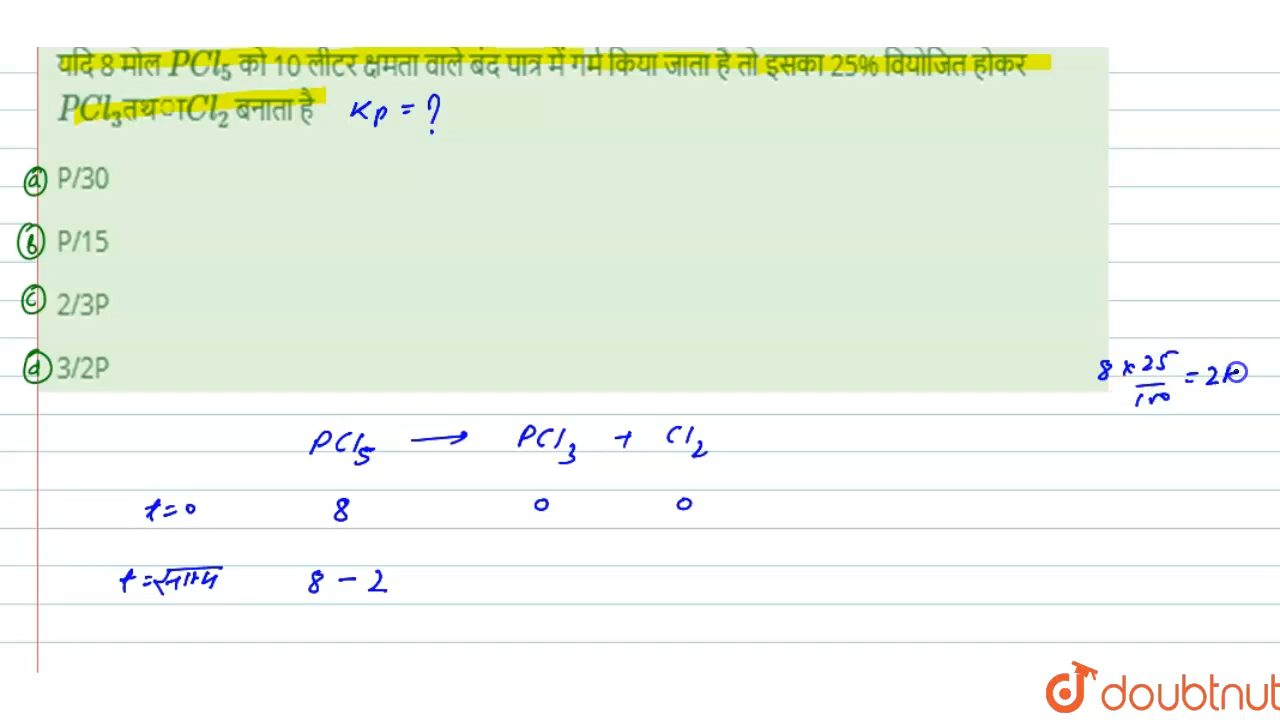 यदि 8 मोल PCl₅ को 10 लीटर क्षमता वाले बंद पात्र में गर्म किया जाता है तो इसका 25% वियोजित होकर
PCl₃तथाCl₂ बनाता है Kp = ?
a P/30
b P/15
c 2/3P
d 3/2P
8 × 25/100 = 2
PCl₅ → PCl₃ + Cl₂
t=0 8 0 0
t=साम्य 8 - 2
doubtnut